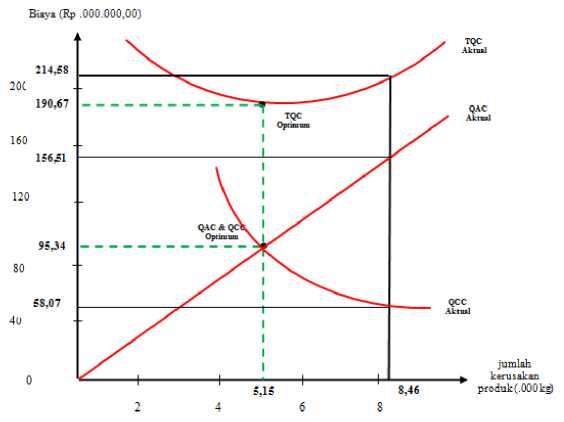 Biaya (Rp .000.000,00)
TQC
Aktual
214,58
200
190,67
QAC
Aktual
TQC
Optimum
160
156,51
120
QAC & QCC
Optimum
95,34
80
58,07
QCC
Aktual
40
jumlah
kerusakan
produk(.000kg)
0
5,15
8,46
2
4
6
8